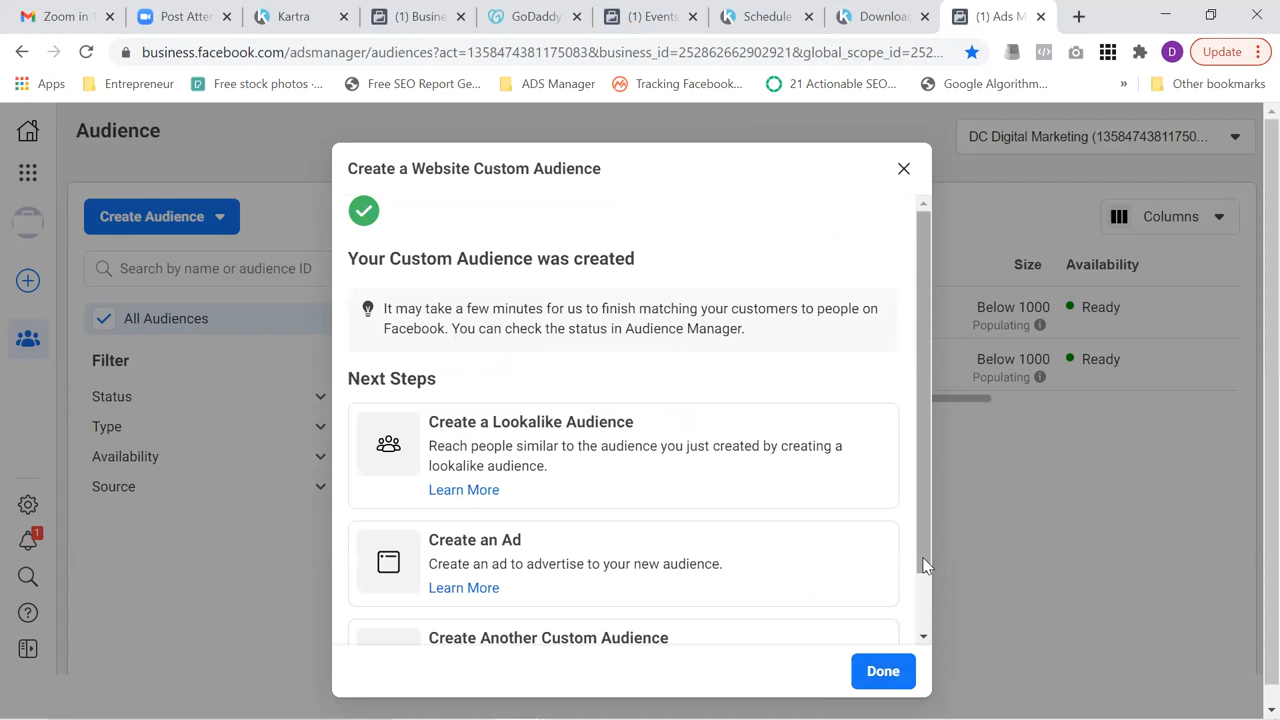 Zoom in
Post Atter
Kartra
(1) Busine
GoDaddy
(1) Events
Schedule
Download
(1) Ads M
business.facebook.com/adsmanager/audiences?act=1358474381175083&business_id=252862662902921&global_scope_id=252...
D
Update
Apps
Entrepreneur
Free stock photos ·...
Free SEO Report Ge...
ADS Manager
Tracking Facebook...
21 Actionable SEO...
Google Algorithm...
»
Other bookmarks
Audience
DC Digital Marketing (13584743811750...
Create a Website Custom Audience
Create Audience
Columns
Your Custom Audience was created
Search by name or audience ID
Size
Availability
It may take a few minutes for us to finish matching your customers to people on
Facebook. You can check the status in Audience Manager.
Below 1000
Populating
Ready
All Audiences
Filter
Below 1000
Populating
Ready
Next Steps
Status
Type
Availability
Source
Create a Lookalike Audience
Reach people similar to the audience you just created by creating a
lookalike audience.
Learn More
1
Create an Ad
Create an ad to advertise to your new audience.
Learn More
Create Another Custom Audience
Done